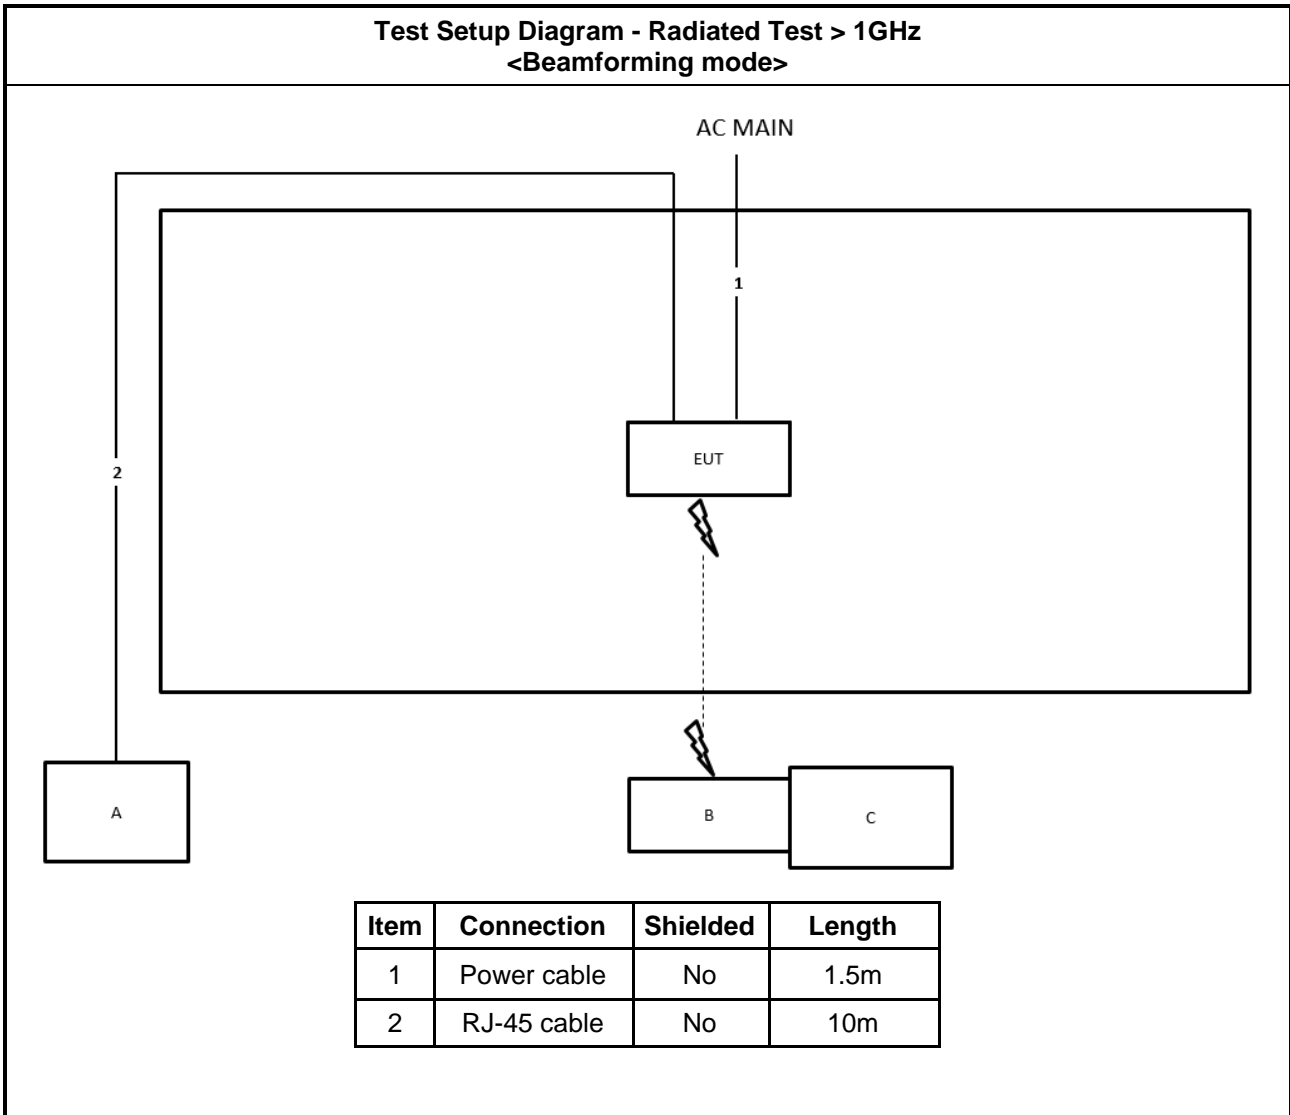 Test Setup Diagram - Radiated Test > 1GHz
<Beamforming mode>
AC MAIN
1
EUT
2
A
B
C
Item Connection Shielded Length
1 Power cable No 1.5m
2 RJ-45 cable No 10m